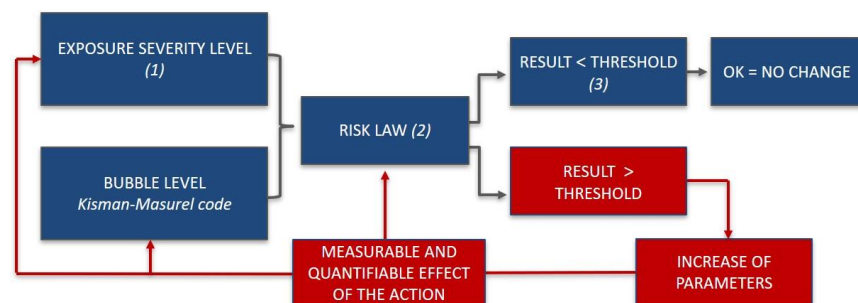 EXPOSURE SEVERITY LEVEL
(1)
BUBBLE LEVEL
Kisman-Masurel code
RISK LAW (2)
RESULT < THRESHOLD
(3)
OK = NO CHANGE
RESULT >
THRESHOLD
MEASURABLE AND
QUANTIFIABLE EFFECT
OF THE ACTION
INCREASE OF
PARAMETERS